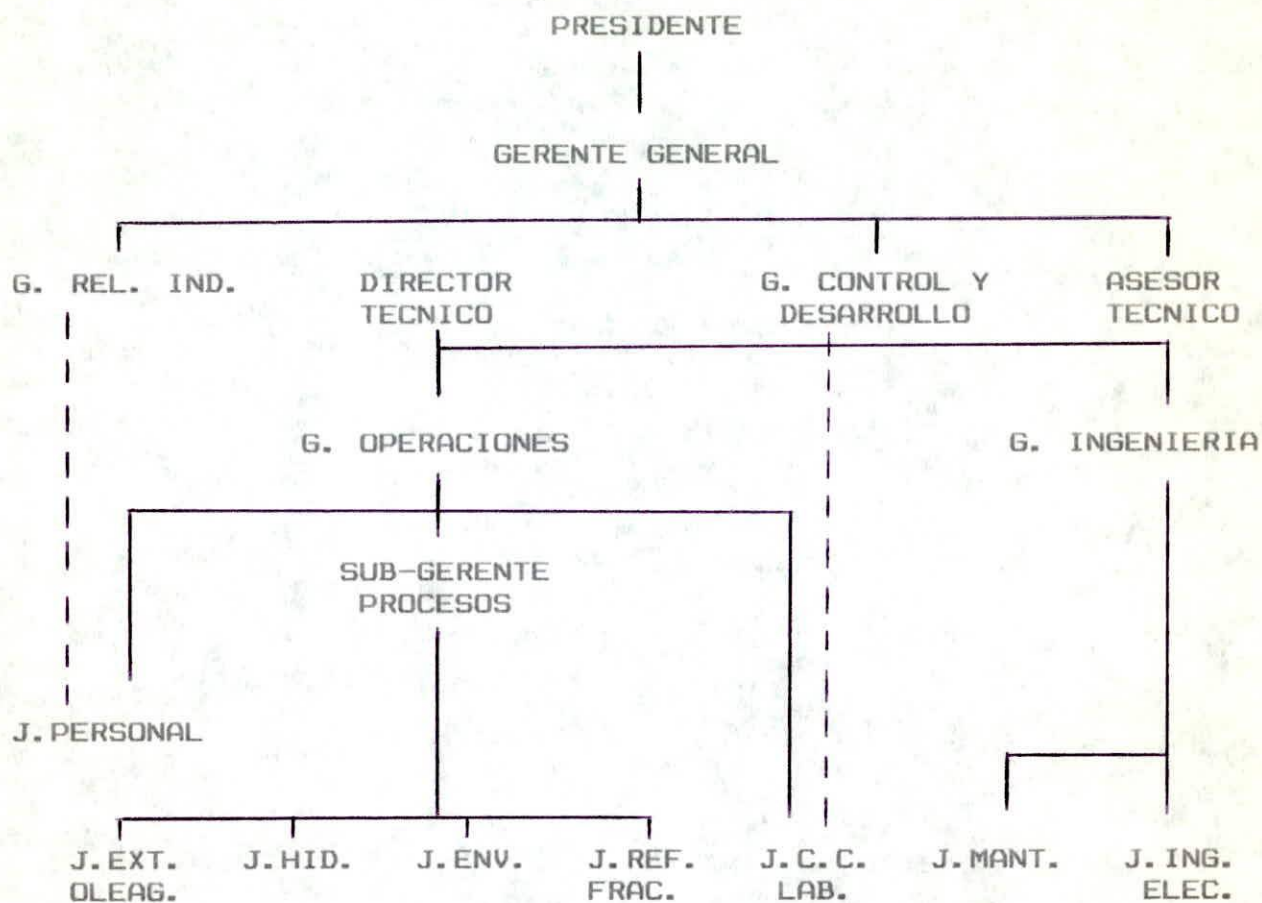 PRESIDENTE
GERENTE GENERAL
G. REL. IND.
DIRECTOR
TECNICO
G. CONTROL Y
DESARROLLO
ASESOR
TECNICO
G. OPERACIONES
G. INGENIERIA
SUB-GERENTE
PROCESOS
J.PERSONAL
J.EXT.
OLEAG.
J.HID.
J.ENV.
J.REF.
FRAC.
J.C.C.
LAB.
J.MANT.
J.ING.
ELEC.